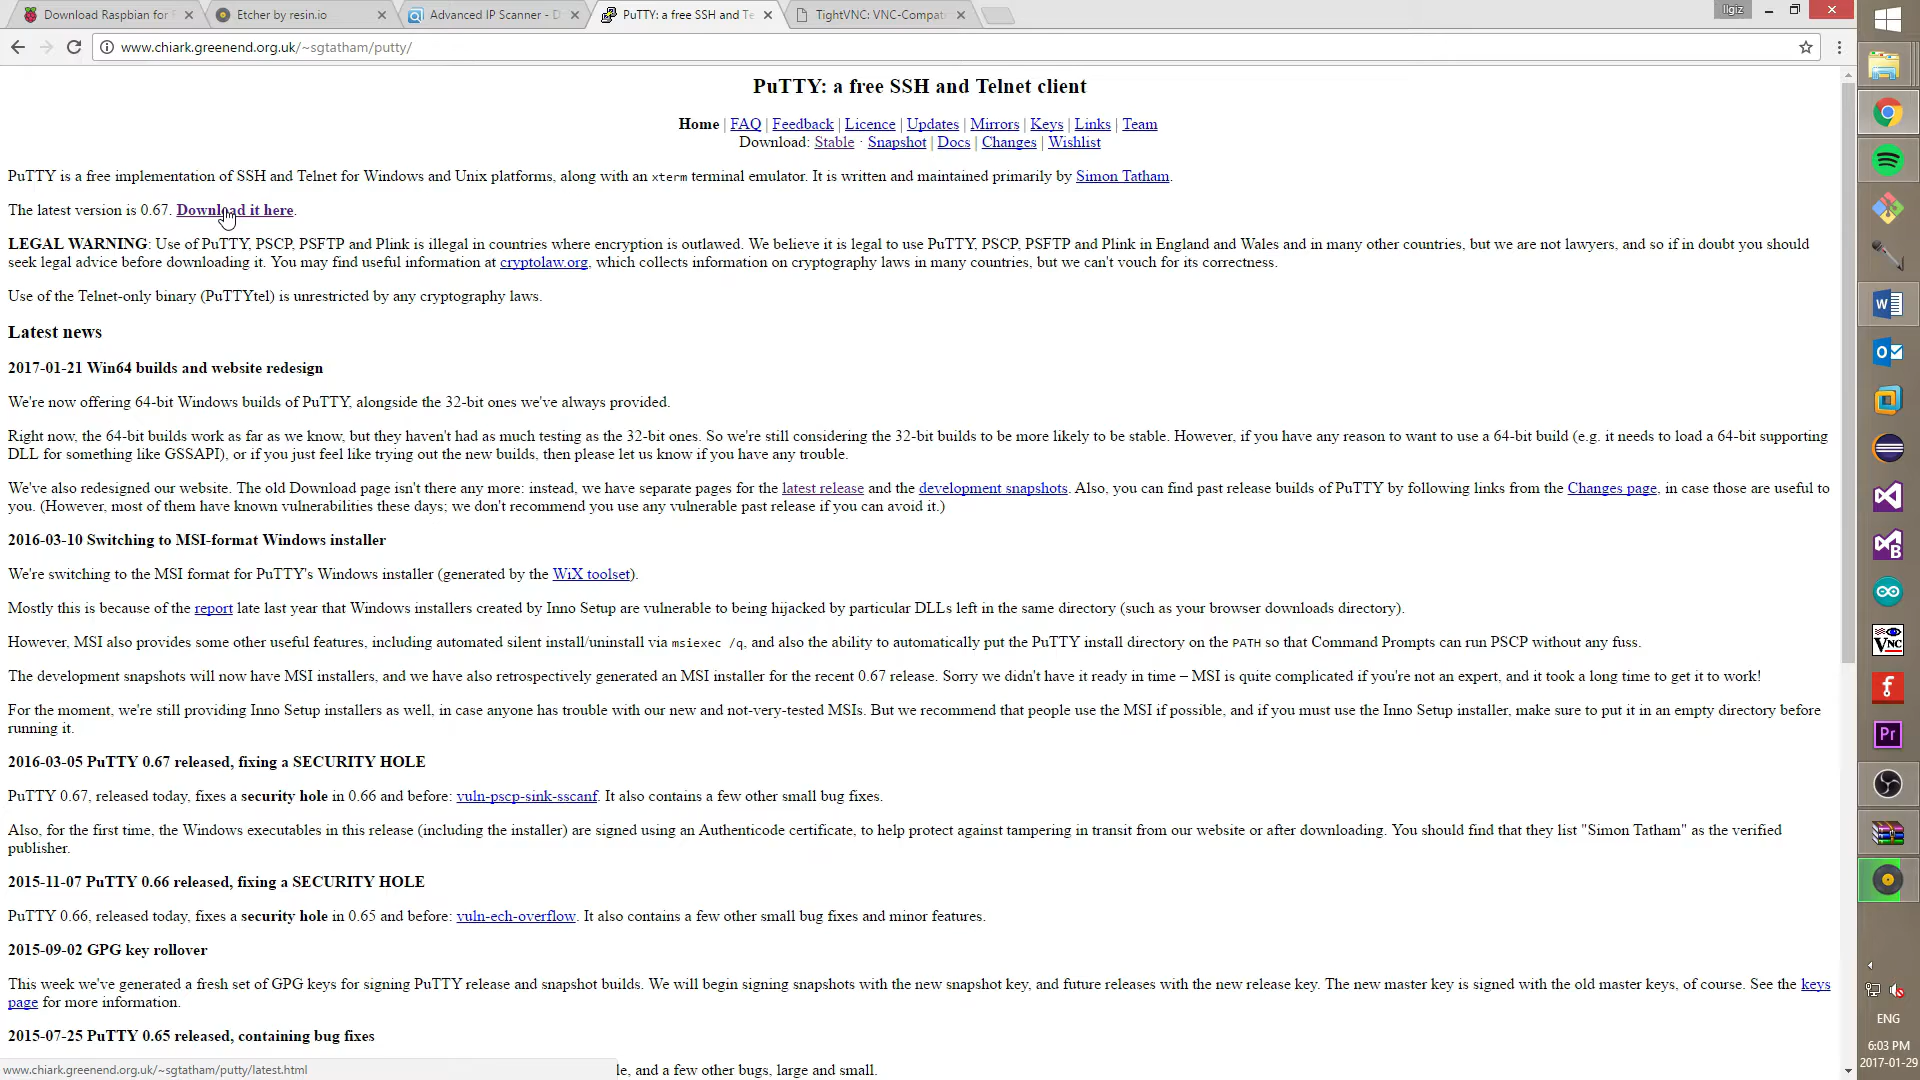 Download Raspbian for
Etcher by resin.io
Advanced IP Scanner - D
PuTTY: a free SSH and Te
TightVNC: VNC-Compat
Ilgiz
www.chiark.greenend.org.uk/~sgtatham/putty/
PuTTY: a free SSH and Telnet client
Home | FAQ | Feedback | Licence | Updates | Mirrors | Keys | Links | Team
Download: Stable · Snapshot | Docs | Changes | Wishlist
PuTTY is a free implementation of SSH and Telnet for Windows and Unix platforms, along with an xterm terminal emulator. It is written and maintained primarily by Simon Tatham.
The latest version is 0.67. Download it here.
LEGAL WARNING: Use of PuTTY, PSCP, PSFTP and Plink is illegal in countries where encryption is outlawed. We believe it is legal to use PuTTY, PSCP, PSFTP and Plink in England and Wales and in many other countries, but we are not lawyers, and so if in doubt you should
seek legal advice before downloading it. You may find useful information at cryptolaw.org, which collects information on cryptography laws in many countries, but we can't vouch for its correctness.
Use of the Telnet-only binary (PuTTYtel) is unrestricted by any cryptography laws.
Latest news
2017-01-21 Win64 builds and website redesign
We're now offering 64-bit Windows builds of PuTTY, alongside the 32-bit ones we've always provided.
Right now, the 64-bit builds work as far as we know, but they haven't had as much testing as the 32-bit ones. So we're still considering the 32-bit builds to be more likely to be stable. However, if you have any reason to want to use a 64-bit build (e.g. it needs to load a 64-bit supporting
DLL for something like GSSAPI), or if you just feel like trying out the new builds, then please let us know if you have any trouble.
We've also redesigned our website. The old Download page isn't there any more: instead, we have separate pages for the latest release and the development snapshots. Also, you can find past release builds of PuTTY by following links from the Changes page, in case those are useful to
you. (However, most of them have known vulnerabilities these days; we don't recommend you use any vulnerable past release if you can avoid it.)
2016-03-10 Switching to MSI-format Windows installer
We're switching to the MSI format for PuTTY's Windows installer (generated by the WiX toolset).
Mostly this is because of the report late last year that Windows installers created by Inno Setup are vulnerable to being hijacked by particular DLLs left in the same directory (such as your browser downloads directory).
However, MSI also provides some other useful features, including automated silent install/uninstall via msiexec /q, and also the ability to automatically put the PuTTY install directory on the PATH so that Command Prompts can run PSCP without any fuss.
The development snapshots will now have MSI installers, and we have also retrospectively generated an MSI installer for the recent 0.67 release. Sorry we didn't have it ready in time – MSI is quite complicated if you're not an expert, and it took a long time to get it to work!
For the moment, we're still providing Inno Setup installers as well, in case anyone has trouble with our new and not-very-tested MSIs. But we recommend that people use the MSI if possible, and if you must use the Inno Setup installer, make sure to put it in an empty directory before
running it.
2016-03-05 PuTTY 0.67 released, fixing a SECURITY HOLE
PuTTY 0.67, released today, fixes a security hole in 0.66 and before: vuln-pscp-sink-sscanf. It also contains a few other small bug fixes.
Also, for the first time, the Windows executables in this release (including the installer) are signed using an Authenticode certificate, to help protect against tampering in transit from our website or after downloading. You should find that they list "Simon Tatham" as the verified
publisher.
2015-11-07 PuTTY 0.66 released, fixing a SECURITY HOLE
PuTTY 0.66, released today, fixes a security hole in 0.65 and before: vuln-ech-overflow. It also contains a few other small bug fixes and minor features.
2015-09-02 GPG key rollover
This week we've generated a fresh set of GPG keys for signing PuTTY release and snapshot builds. We will begin signing snapshots with the new snapshot key, and future releases with the new release key. The new master key is signed with the old master keys, of course. See the keys
page for more information.
2015-07-25 PuTTY 0.65 released, containing bug fixes
le, and a few other bugs, large and small.
www.chiark.greenend.org.uk/~sgtatham/putty/latest.html
VNC
Pr
ENG
6:03 PM
2017-01-29